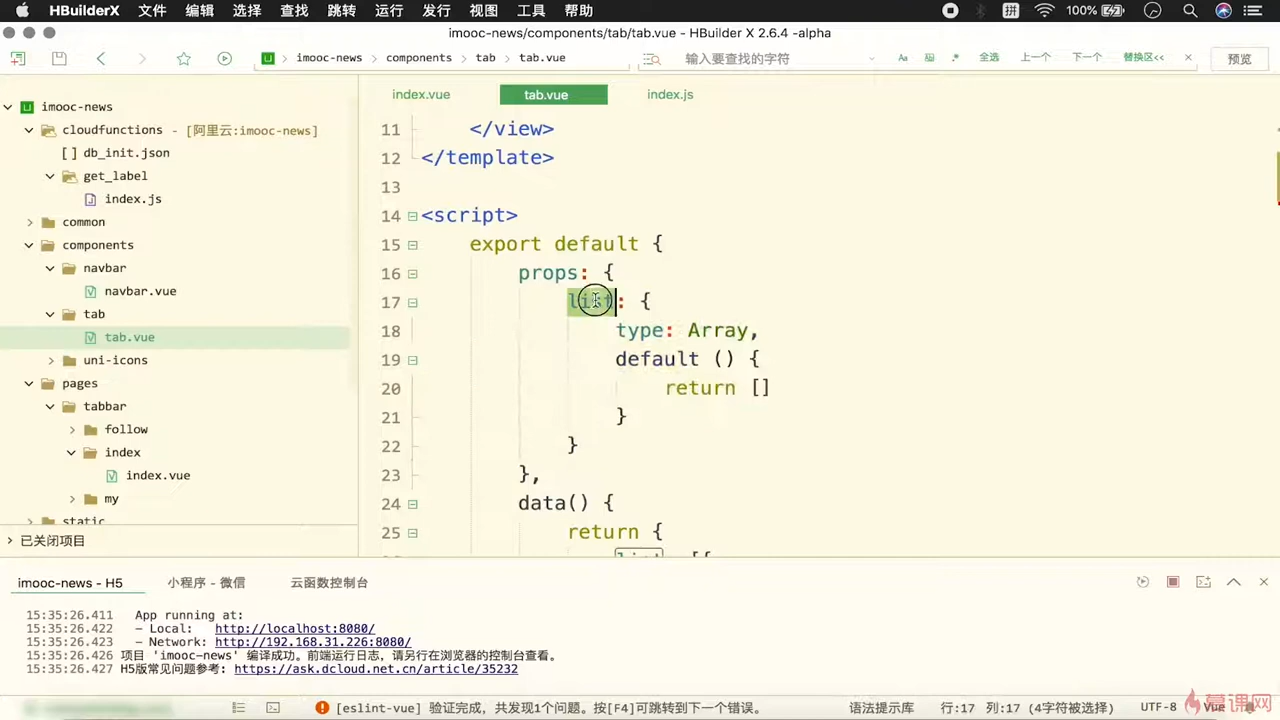 HBuilderX 文件 编辑 选择 查找 跳转 运行 发行 视图 工具 帮助 拼 100%
imooc-news/components/tab/tab.vue - HBuilder X 2.6.4 -alpha
imooc-news components tab tab.vue 输入要查找的字符 Aa .* 全选 上一个 下一个 替换区<< 预览
index.vue tab.vue index.js
imooc-news
cloudfunctions - [阿里云:imooc-news]
[ ] db_init.json
get_label
index.js
common
components
navbar
navbar.vue
tab
tab.vue
uni-icons
pages
tabbar
follow
index
index.vue
my
static
已关闭项目
11 </view>
12 </template>
13
14 <script>
15 export default {
16 props: {
17 list: {
18 type: Array,
19 default () {
20 return []
21 }
22 }
23 },
24 data() {
25 return {
imooc-news - H5 小程序 - 微信 云函数控制台
15:35:26.411 App running at:
15:35:26.422 - Local: http://localhost:8080/
15:35:26.423 - Network: http://192.168.31.226:8080/
15:35:26.426 项目 'imooc-news' 编译成功。前端运行日志，请另行在浏览器的控制台查看。
15:35:26.427 H5版常见问题参考: https://ask.dcloud.net.cn/article/35232
[eslint-vue] 验证完成，共发现1个问题。按[F4]可跳转到下一个错误。 语法提示库 行:17 列:17 (4字符被选择) UTF-8 Vue
慕课网